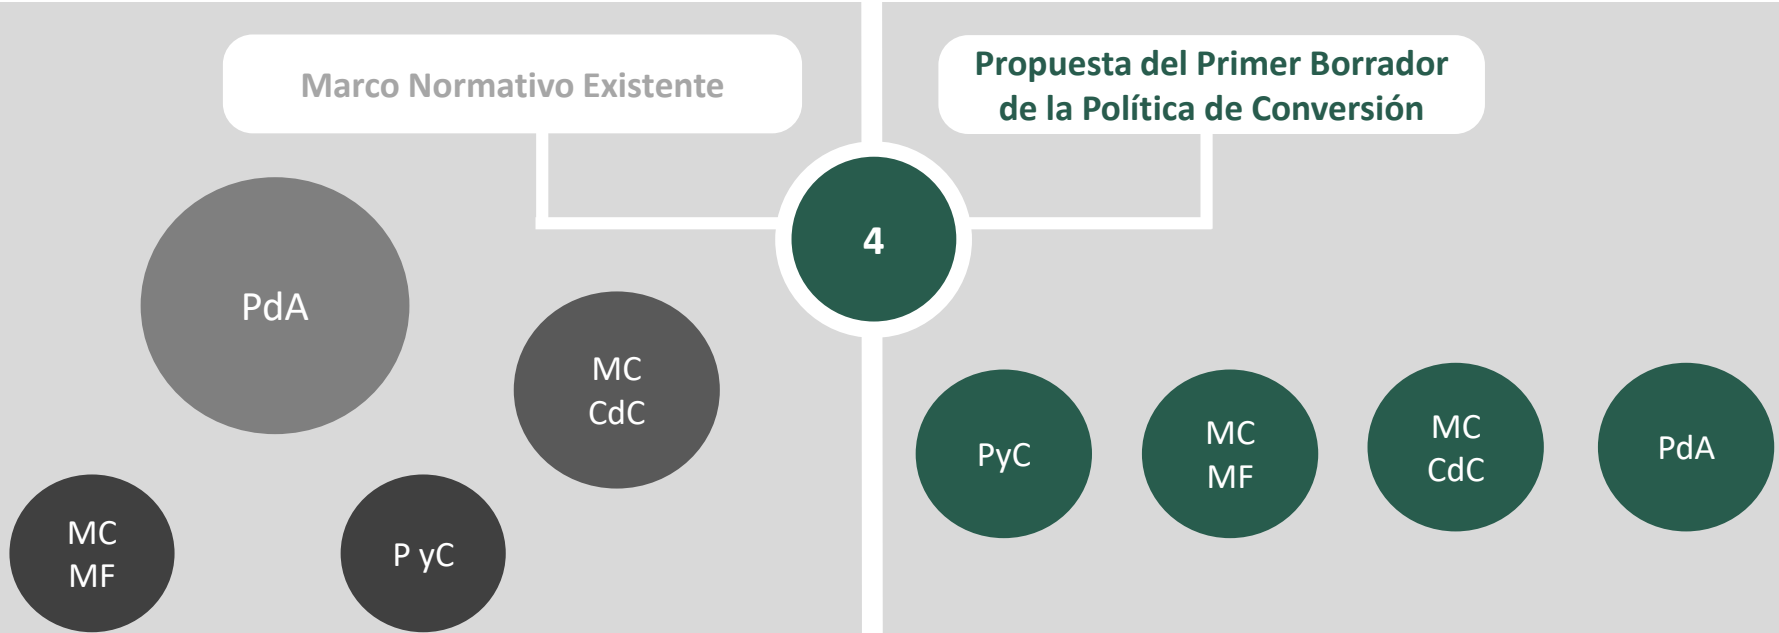 Marco Normativo Existente
Propuesta del Primer Borrador
de la Política de Conversión
4
PdA
MC
CdC
MC
MF
P yC
PyC
MC
MF
MC
CdC
PdA